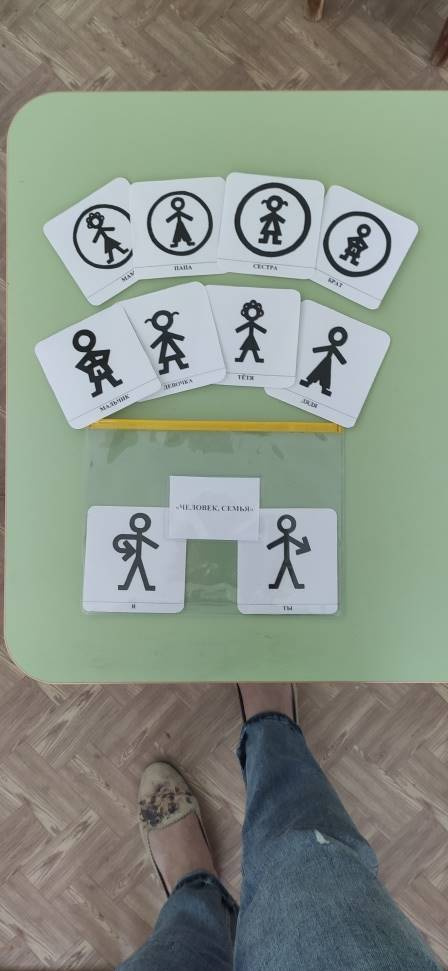 ПАПА
СЕСТРА
БРАТ
МАЛЬЧИК
ДЕВОЧКА
ТЁТЯ
ДЯДЯ
«ЧЕЛОВЕК, СЕМЬЯ»
Я
ТЫ